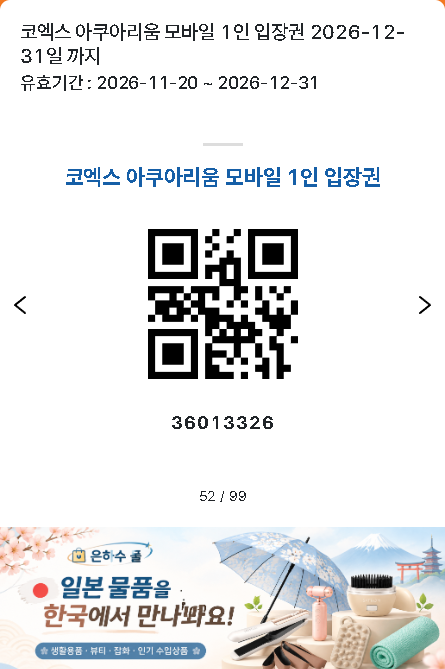 코엑스 아쿠아리움 모바일 1인 입장권 2026-12-
31일 까지
유효기간 : 2026-11-20 ~ 2026-12-31
코엑스 아쿠아리움 모바일 1인 입장권
36013326
52 / 99
은하수 몰
일본 물품을
한국에서 만나봐요!
생활용품 · 뷰티 · 잡화 · 인기 수입상품